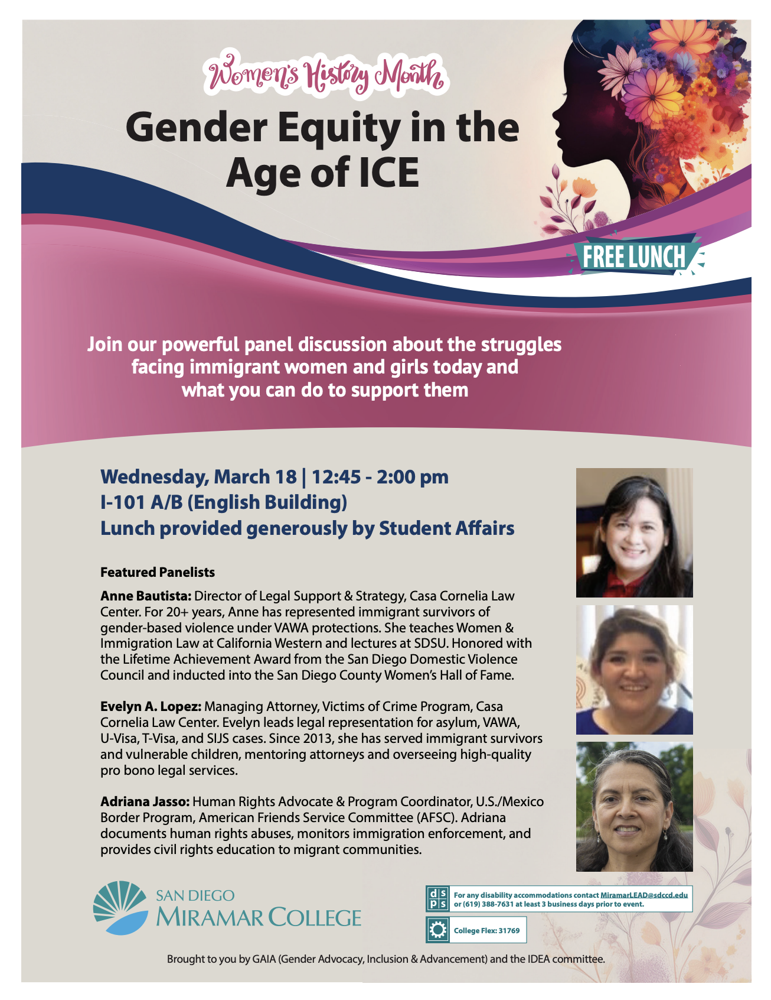 Women's History Month
Gender Equity in the
Age of ICE
FREE LUNCH
Join our powerful panel discussion about the struggles
facing immigrant women and girls today and
what you can do to support them
Wednesday, March 18 | 12:45 - 2:00 pm
I-101 A/B (English Building)
Lunch provided generously by Student Affairs
Featured Panelists
Anne Bautista: Director of Legal Support & Strategy, Casa Cornelia Law
Center. For 20+ years, Anne has represented immigrant survivors of
gender-based violence under VAWA protections. She teaches Women &
Immigration Law at California Western and lectures at SDSU. Honored with
the Lifetime Achievement Award from the San Diego Domestic Violence
Council and inducted into the San Diego County Women's Hall of Fame.
Evelyn A. Lopez: Managing Attorney, Victims of Crime Program, Casa
Cornelia Law Center. Evelyn leads legal representation for asylum, VAWA,
U-Visa, T-Visa, and SIJS cases. Since 2013, she has served immigrant survivors
and vulnerable children, mentoring attorneys and overseeing high-quality
pro bono legal services.
Adriana Jasso: Human Rights Advocate & Program Coordinator, U.S./Mexico
Border Program, American Friends Service Committee (AFSC). Adriana
documents human rights abuses, monitors immigration enforcement, and
provides civil rights education to migrant communities.
SAN DIEGO
MIRAMAR COLLEGE
ds
ps
For any disability accommodations contact MiramarLEAD@sdccd.edu
or (619) 388-7631 at least 3 business days prior to event.
College Flex: 31769
Brought to you by GAIA (Gender Advocacy, Inclusion & Advancement) and the IDEA committee.